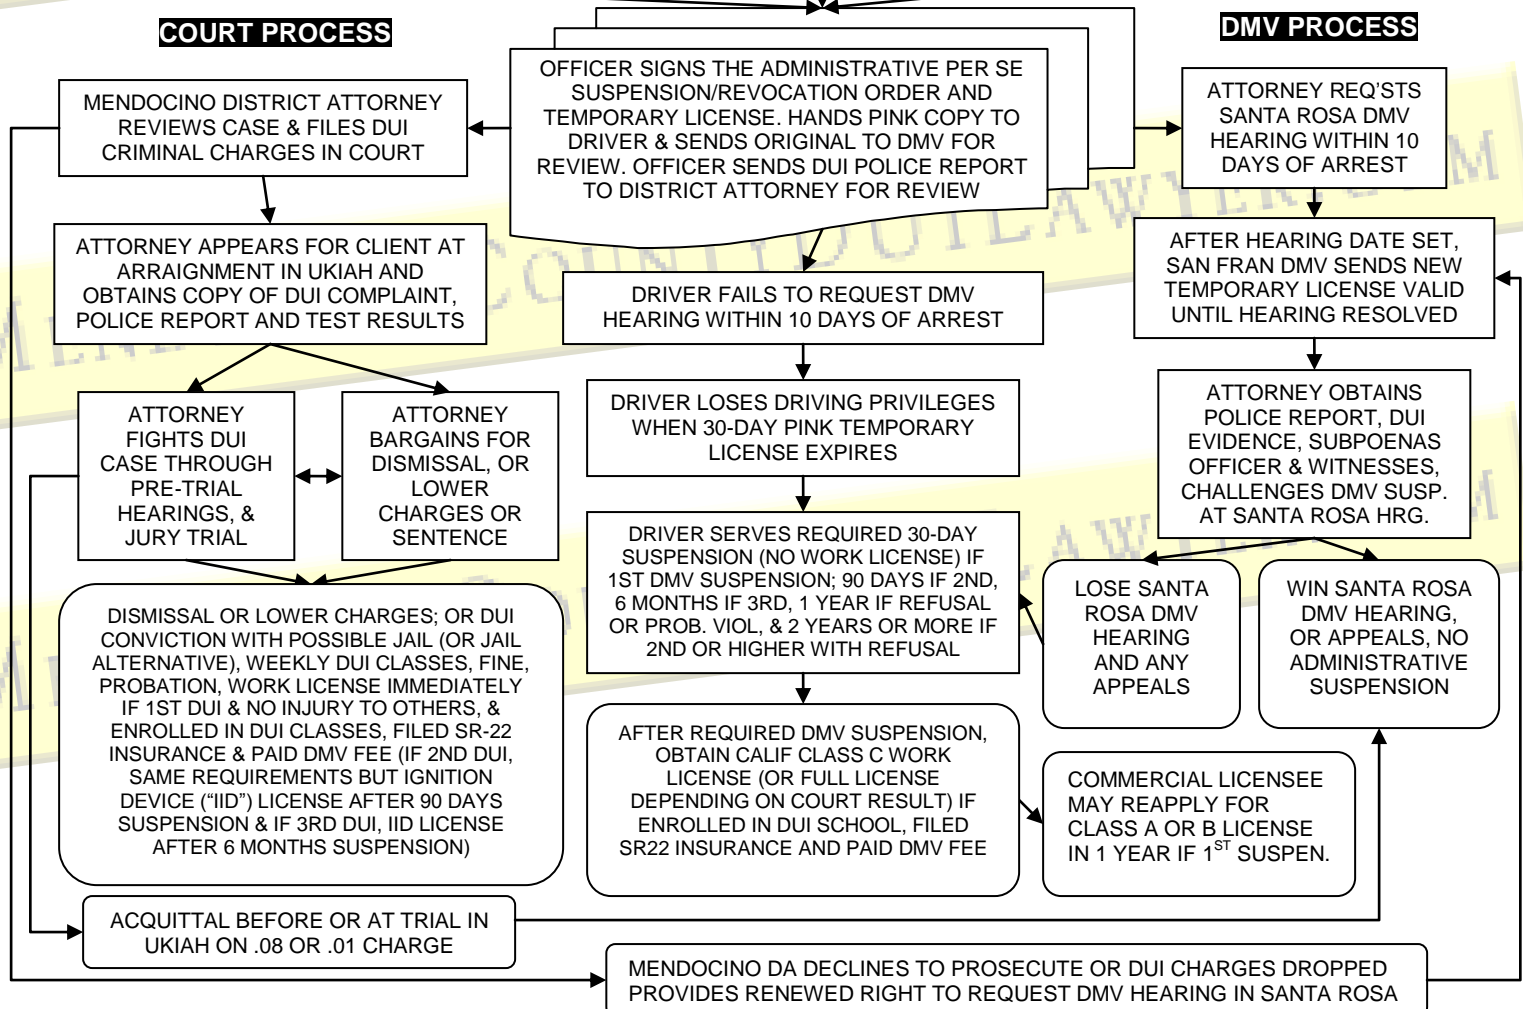 COURT PROCESS
DMV PROCESS
OFFICER SIGNS THE ADMINISTRATIVE PER SE
SUSPENSION/REVOCATION ORDER AND
TEMPORARY LICENSE. HANDS PINK COPY TO
DRIVER & SENDS ORIGINAL TO DMV FOR
REVIEW. OFFICER SENDS DUI POLICE REPORT
TO DISTRICT ATTORNEY FOR REVIEW
MENDOCINO DISTRICT ATTORNEY
REVIEWS CASE & FILES DUI
CRIMINAL CHARGES IN COURT
ATTORNEY REQ'STS
SANTA ROSA DMV
HEARING WITHIN 10
DAYS OF ARREST
ATTORNEY APPEARS FOR CLIENT AT
ARRAIGNMENT IN UKIAH AND
OBTAINS COPY OF DUI COMPLAINT,
POLICE REPORT AND TEST RESULTS
DRIVER FAILS TO REQUEST DMV
HEARING WITHIN 10 DAYS OF ARREST
AFTER HEARING DATE SET,
SAN FRAN DMV SENDS NEW
TEMPORARY LICENSE VALID
UNTIL HEARING RESOLVED
ATTORNEY
FIGHTS DUI
CASE THROUGH
PRE-TRIAL
HEARINGS, &
JURY TRIAL
ATTORNEY
BARGAINS FOR
DISMISSAL, OR
LOWER
CHARGES OR
SENTENCE
DRIVER LOSES DRIVING PRIVILEGES
WHEN 30-DAY PINK TEMPORARY
LICENSE EXPIRES
ATTORNEY OBTAINS
POLICE REPORT, DUI
EVIDENCE, SUBPOENAS
OFFICER & WITNESSES,
CHALLENGES DMV SUSP.
AT SANTA ROSA HRG.
DRIVER SERVES REQUIRED 30-DAY
SUSPENSION (NO WORK LICENSE) IF
1ST DMV SUSPENSION; 90 DAYS IF 2ND,
6 MONTHS IF 3RD, 1 YEAR IF REFUSAL
OR PROB. VIOL, & 2 YEARS OR MORE IF
2ND OR HIGHER WITH REFUSAL
LOSE SANTA
ROSA DMV
HEARING
AND ANY
APPEALS
WIN SANTA ROSA
DMV HEARING,
OR APPEALS, NO
ADMINISTRATIVE
SUSPENSION
DISMISSAL OR LOWER CHARGES; OR DUI
CONVICTION WITH POSSIBLE JAIL (OR JAIL
ALTERNATIVE), WEEKLY DUI CLASSES, FINE,
PROBATION, WORK LICENSE IMMEDIATELY
IF 1ST DUI & NO INJURY TO OTHERS, &
ENROLLED IN DUI CLASSES, FILED SR-22
INSURANCE & PAID DMV FEE (IF 2ND DUI,
SAME REQUIREMENTS BUT IGNITION
DEVICE ("IID") LICENSE AFTER 90 DAYS
SUSPENSION & IF 3RD DUI, IID LICENSE
AFTER 6 MONTHS SUSPENSION)
AFTER REQUIRED DMV SUSPENSION,
OBTAIN CALIF CLASS C WORK
LICENSE (OR FULL LICENSE
DEPENDING ON COURT RESULT) IF
ENROLLED IN DUI SCHOOL, FILED
SR22 INSURANCE AND PAID DMV FEE
COMMERCIAL LICENSEE
MAY REAPPLY FOR
CLASS A OR B LICENSE
IN 1 YEAR IF 1ST SUSPEN.
ACQUITTAL BEFORE OR AT TRIAL IN
UKIAH ON .08 OR .01 CHARGE
MENDOCINO DA DECLINES TO PROSECUTE OR DUI CHARGES DROPPED
PROVIDES RENEWED RIGHT TO REQUEST DMV HEARING IN SANTA ROSA